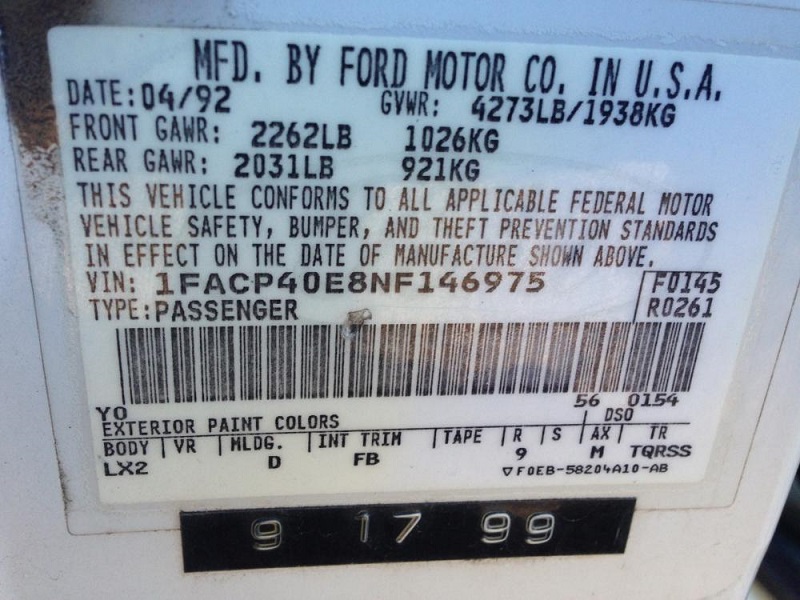 MFD. BY FORD MOTOR CO. IN U.S.A.
DATE: 04/92 GVWR: 4273LB/1938KG
FRONT GAWR: 2262LB 1026KG
REAR GAWR: 2031LB 921KG
THIS VEHICLE CONFORMS TO ALL APPLICABLE FEDERAL MOTOR
VEHICLE SAFETY, BUMPER, AND THEFT PREVENTION STANDARDS
IN EFFECT ON THE DATE OF MANUFACTURE SHOWN ABOVE.
VIN: 1FACP40E8NF146975 F0145
TYPE: PASSENGER R0261
YO 56 0154
EXTERIOR PAINT COLORS DSO
BODY VR MLDG. INT TRIM TAPE R S AX TR
LX2 D FB 9 M TQRSS
▽F0EB-58204A10-AB
9 17 99